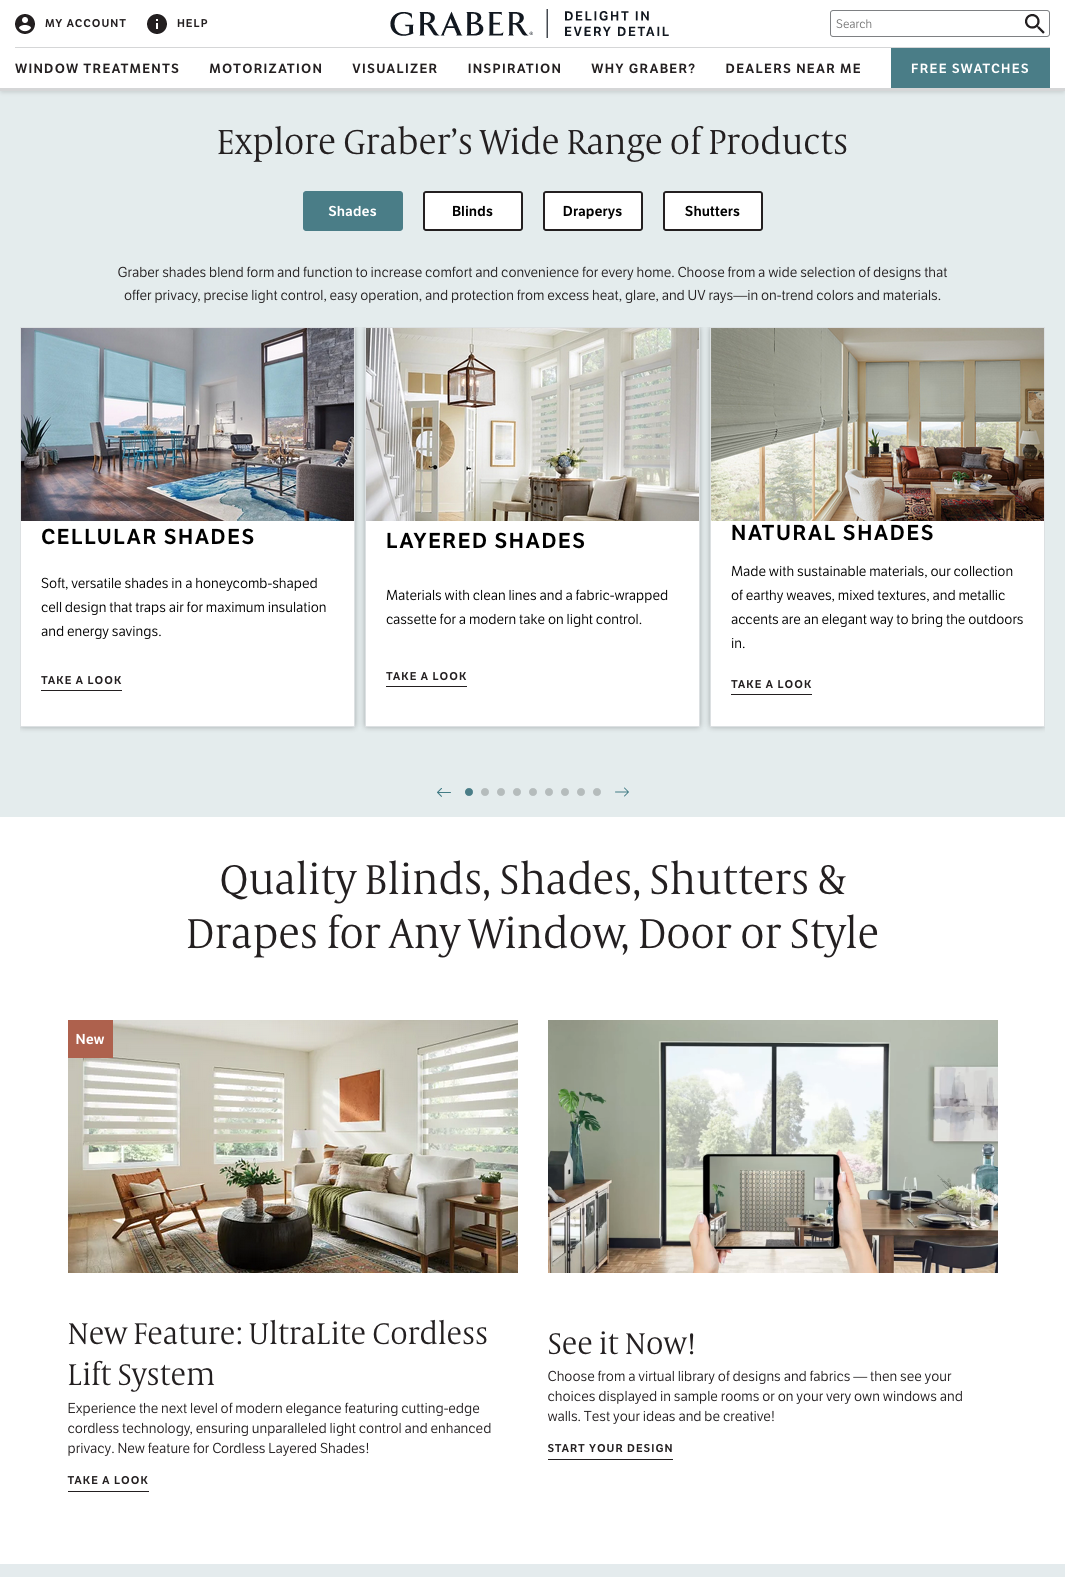 MY ACCOUNT
HELP
GRABER
DELIGHT IN
EVERY DETAIL
Search
WINDOW TREATMENTS
MOTORIZATION
VISUALIZER
INSPIRATION
WHY GRABER?
DEALERS NEAR ME
FREE SWATCHES
Explore Graber’s Wide Range of Products
Shades
Blinds
Draperys
Shutters
Graber shades blend form and function to increase comfort and convenience for every home. Choose from a wide selection of designs that
offer privacy, precise light control, easy operation, and protection from excess heat, glare, and UV rays—in on-trend colors and materials.
CELLULAR SHADES
Soft, versatile shades in a honeycomb-shaped
cell design that traps air for maximum insulation
and energy savings.
TAKE A LOOK
LAYERED SHADES
Materials with clean lines and a fabric-wrapped
cassette for a modern take on light control.
TAKE A LOOK
NATURAL SHADES
Made with sustainable materials, our collection
of earthy weaves, mixed textures, and metallic
accents are an elegant way to bring the outdoors
in.
TAKE A LOOK
Quality Blinds, Shades, Shutters &
Drapes for Any Window, Door or Style
New
New Feature: UltraLite Cordless
Lift System
Experience the next level of modern elegance featuring cutting-edge
cordless technology, ensuring unparalleled light control and enhanced
privacy. New feature for Cordless Layered Shades!
TAKE A LOOK
See it Now!
Choose from a virtual library of designs and fabrics — then see your
choices displayed in sample rooms or on your very own windows and
walls. Test your ideas and be creative!
START YOUR DESIGN